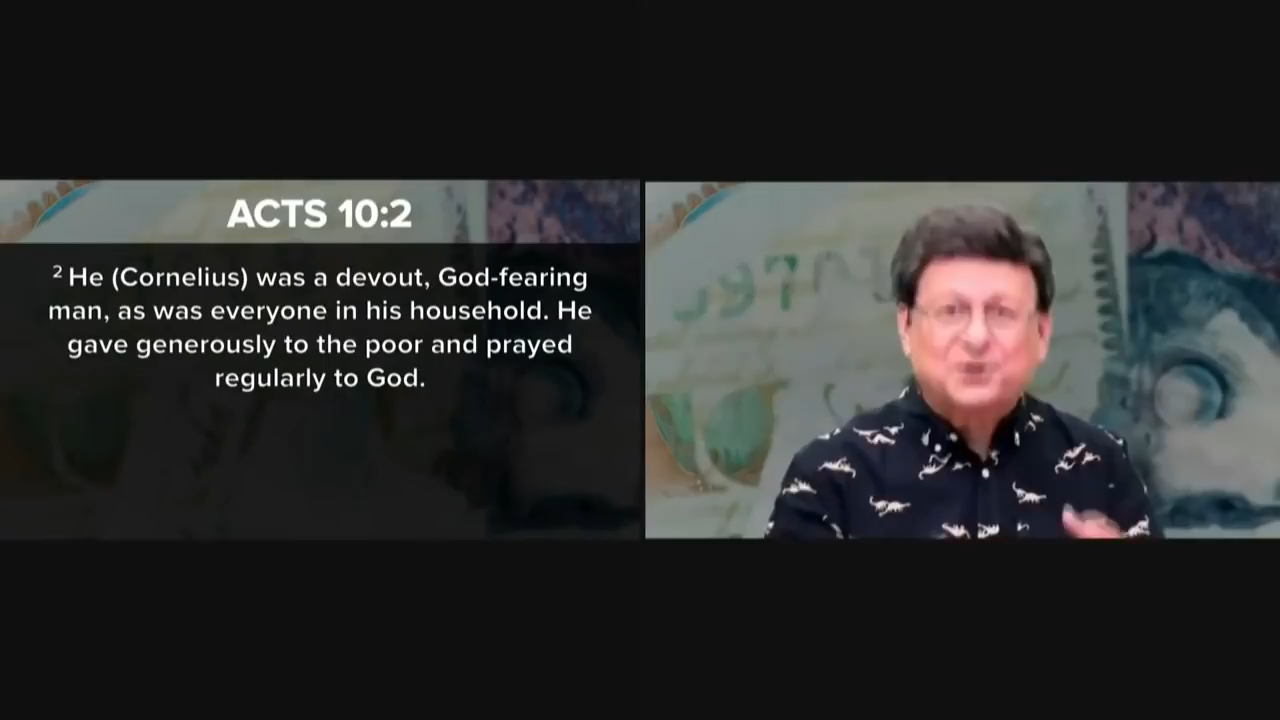 ACTS 10:2
² He (Cornelius) was a devout, God-fearing
man, as was everyone in his household. He
gave generously to the poor and prayed
regularly to God.